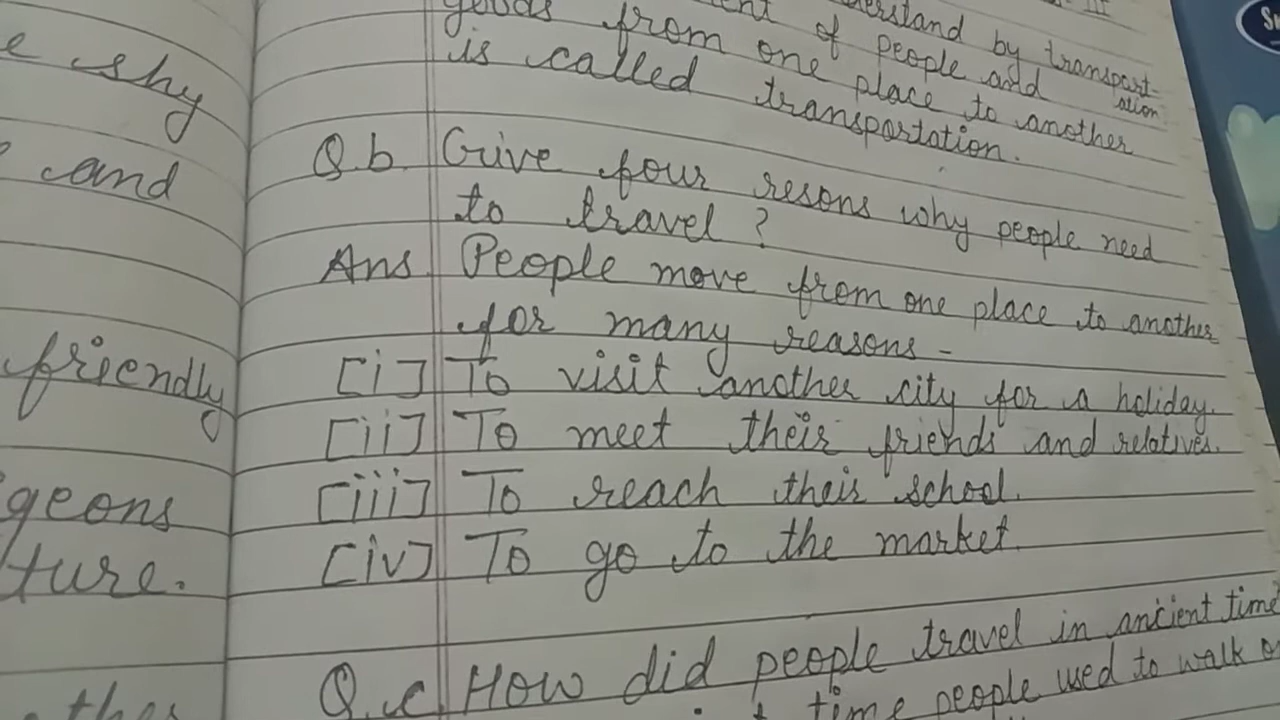 e shy
and
friendly
geons
ture.
understand by transport-
ation
goods from one place to another
of people and
is called transportation.
Q.b. Give four resons why people need
to travel ?
Ans. People move from one place to another
for many reasons -
[i] To visit another city for a holiday.
[ii] To meet their friends and relatives.
[iii] To reach their school.
[iv] To go to the market
Q.c. How did people travel in ancient time
time people used to walk